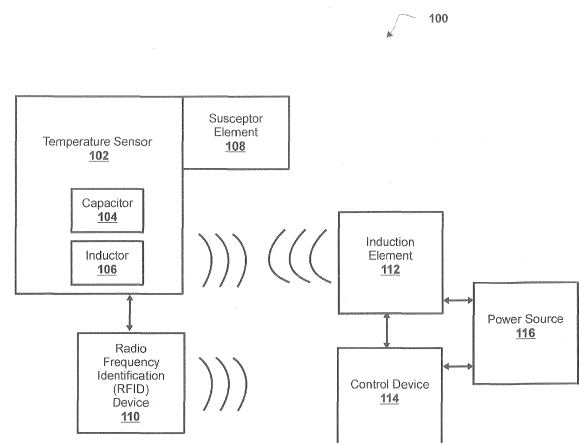 100
Temperature Sensor
102
Susceptor
Element
108
Capacitor
104
Inductor
106
Induction
Element
112
Power Source
116
Radio
Frequency
Identification
(RFID)
Device
110
Control Device
114